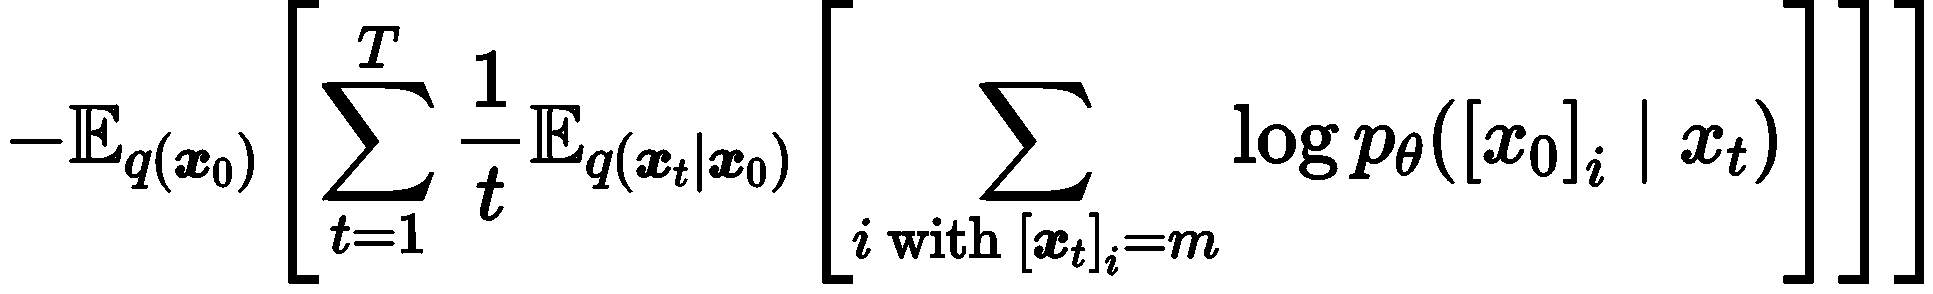 $-\mathbb{E}_{q(\boldsymbol{x}_0)}\left[\sum_{t=1}^{T}\frac{1}{t}\mathbb{E}_{q(\boldsymbol{x}_t|\boldsymbol{x}_0)}\left[\sum_{i \text{ with } [\boldsymbol{x}_t]_i=m}\log p_\theta([x_0]_i \mid x_t)\right]\right]]$